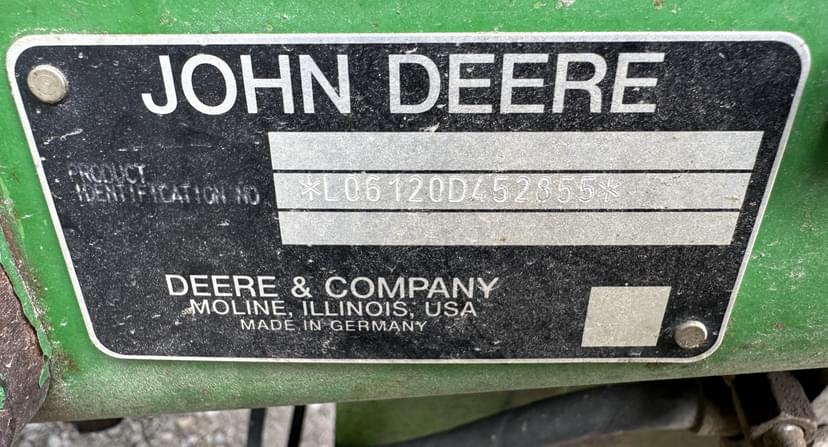 JOHN DEERE
PRODUCT
IDENTIFICATION NO
*L06120D452855*
DEERE & COMPANY
MOLINE, ILLINOIS, USA
MADE IN GERMANY